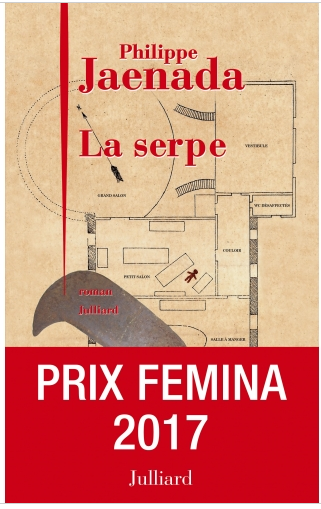 Philippe
Jaenada
La serpe
VESTIBULE
GRAND SALON
WC DÉSAFFECTÉS
COULOIR
PETIT SALON
roman
Julliard
SALLE À MANGER
PRIX FEMINA
2017
Julliard